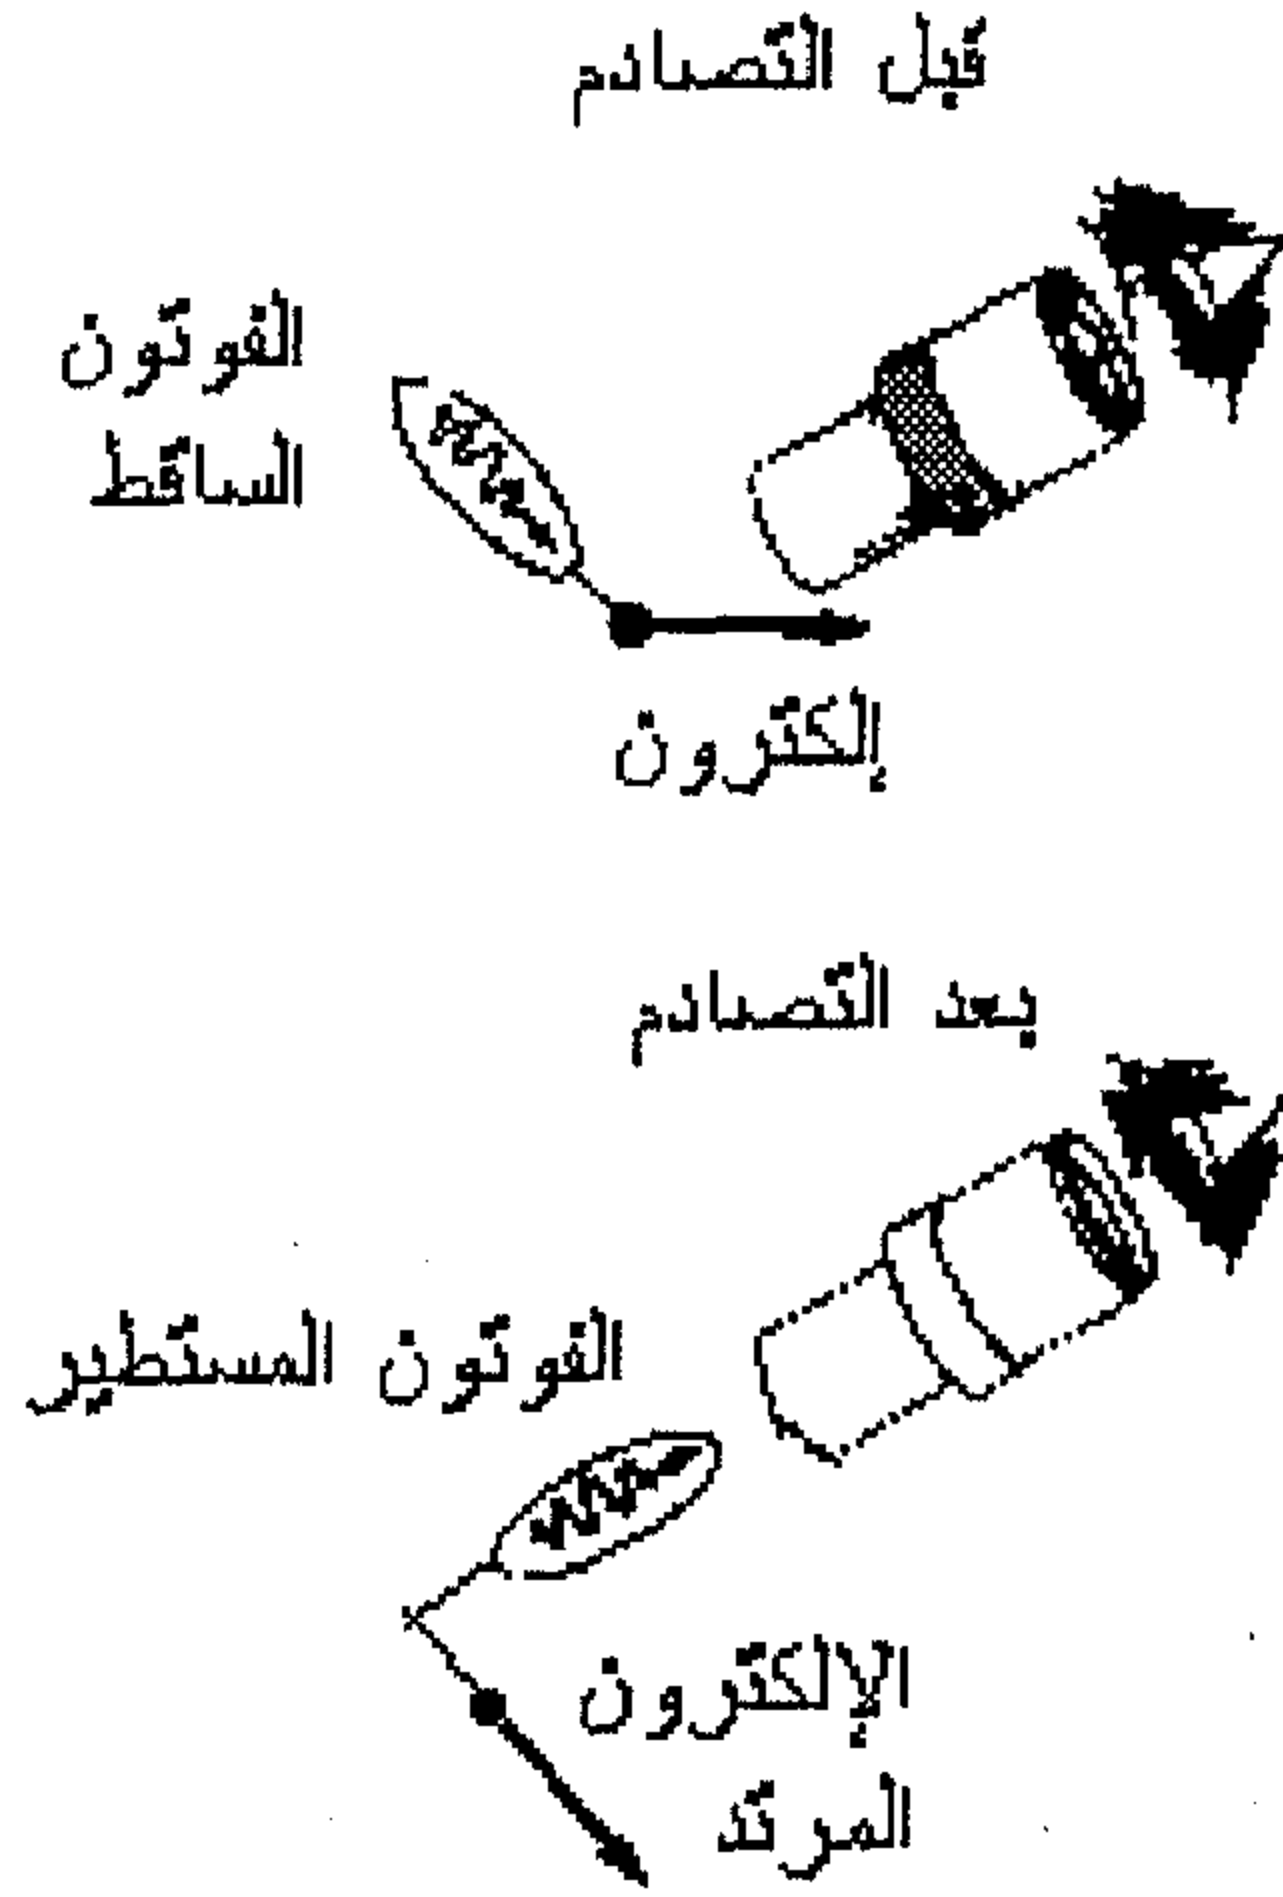 قبل التصادم
الفوتون
الساقط
إلكترون
بعد التصادم
الفوتون المستطير
الإلكترون
المرتد